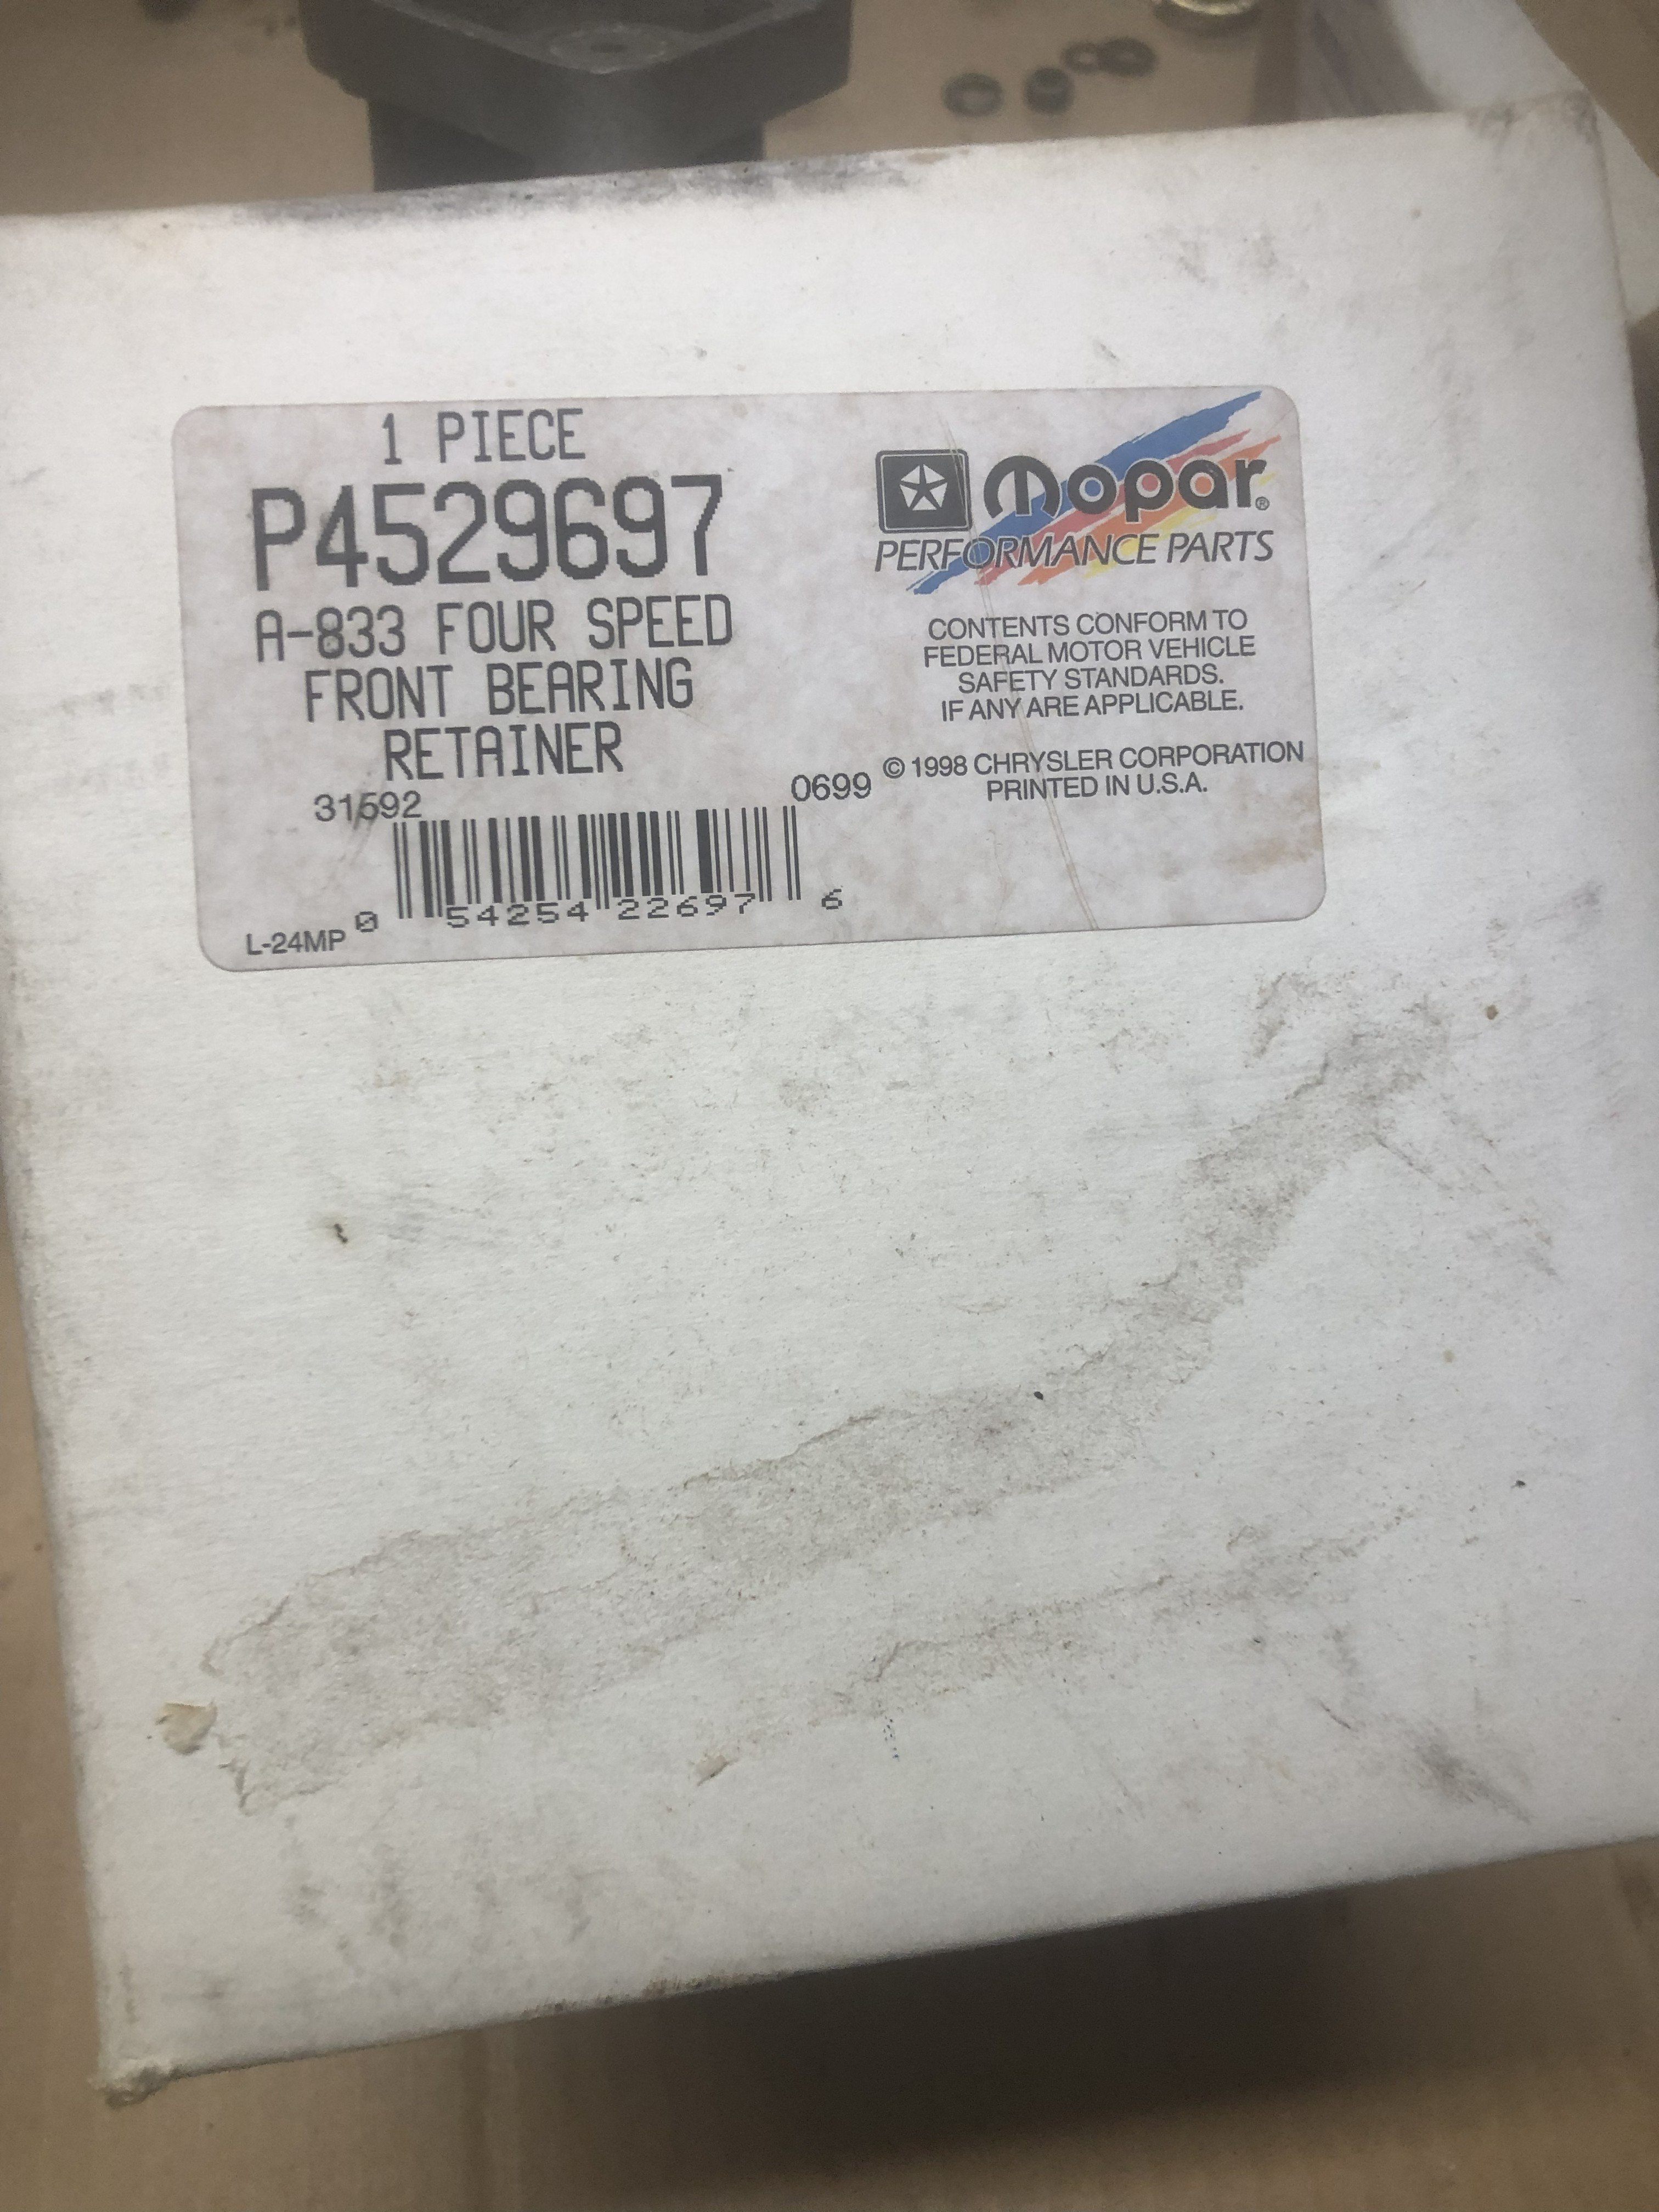 1 PIECE
P4529697
A-833 FOUR SPEED
FRONT BEARING
RETAINER
31592
0699
0 54254 22697 6
L-24MP
mopar®
PERFORMANCE PARTS
CONTENTS CONFORM TO
FEDERAL MOTOR VEHICLE
SAFETY STANDARDS.
IF ANY ARE APPLICABLE.
© 1998 CHRYSLER CORPORATION
PRINTED IN U.S.A.